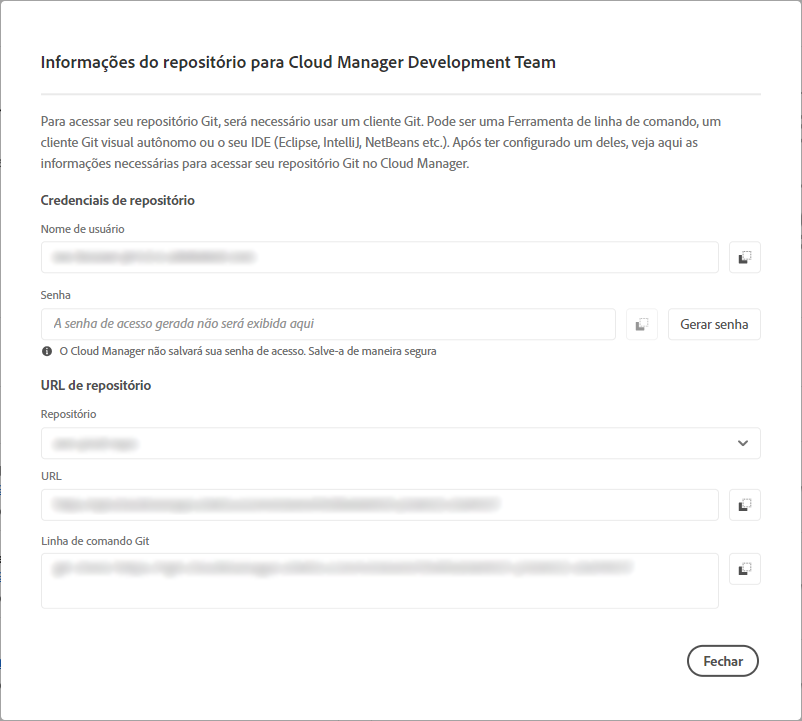 Informações do repositório para Cloud Manager Development Team
Para acessar seu repositório Git, será necessário usar um cliente Git. Pode ser uma Ferramenta de linha de comando, um
cliente Git visual autônomo ou o seu IDE (Eclipse, IntelliJ, NetBeans etc.). Após ter configurado um deles, veja aqui as
informações necessárias para acessar seu repositório Git no Cloud Manager.
Credenciais de repositório
Nome de usuário
Senha
A senha de acesso gerada não será exibida aqui
Gerar senha
O Cloud Manager não salvará sua senha de acesso. Salve-a de maneira segura
URL de repositório
Repositório
URL
Linha de comando Git
Fechar